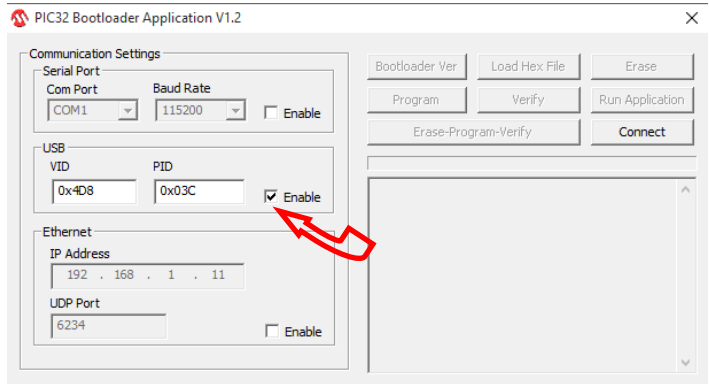 PIC32 Bootloader Application V1.2
Communication Settings
Serial Port
Com Port Baud Rate
COM1 115200 Enable
USB
VID PID
0x4D8 0x03C Enable
Ethernet
IP Address
192 . 168 . 1 . 11
UDP Port
6234 Enable
Bootloader Ver Load Hex File Erase
Program Verify Run Application
Erase-Program-Verify Connect